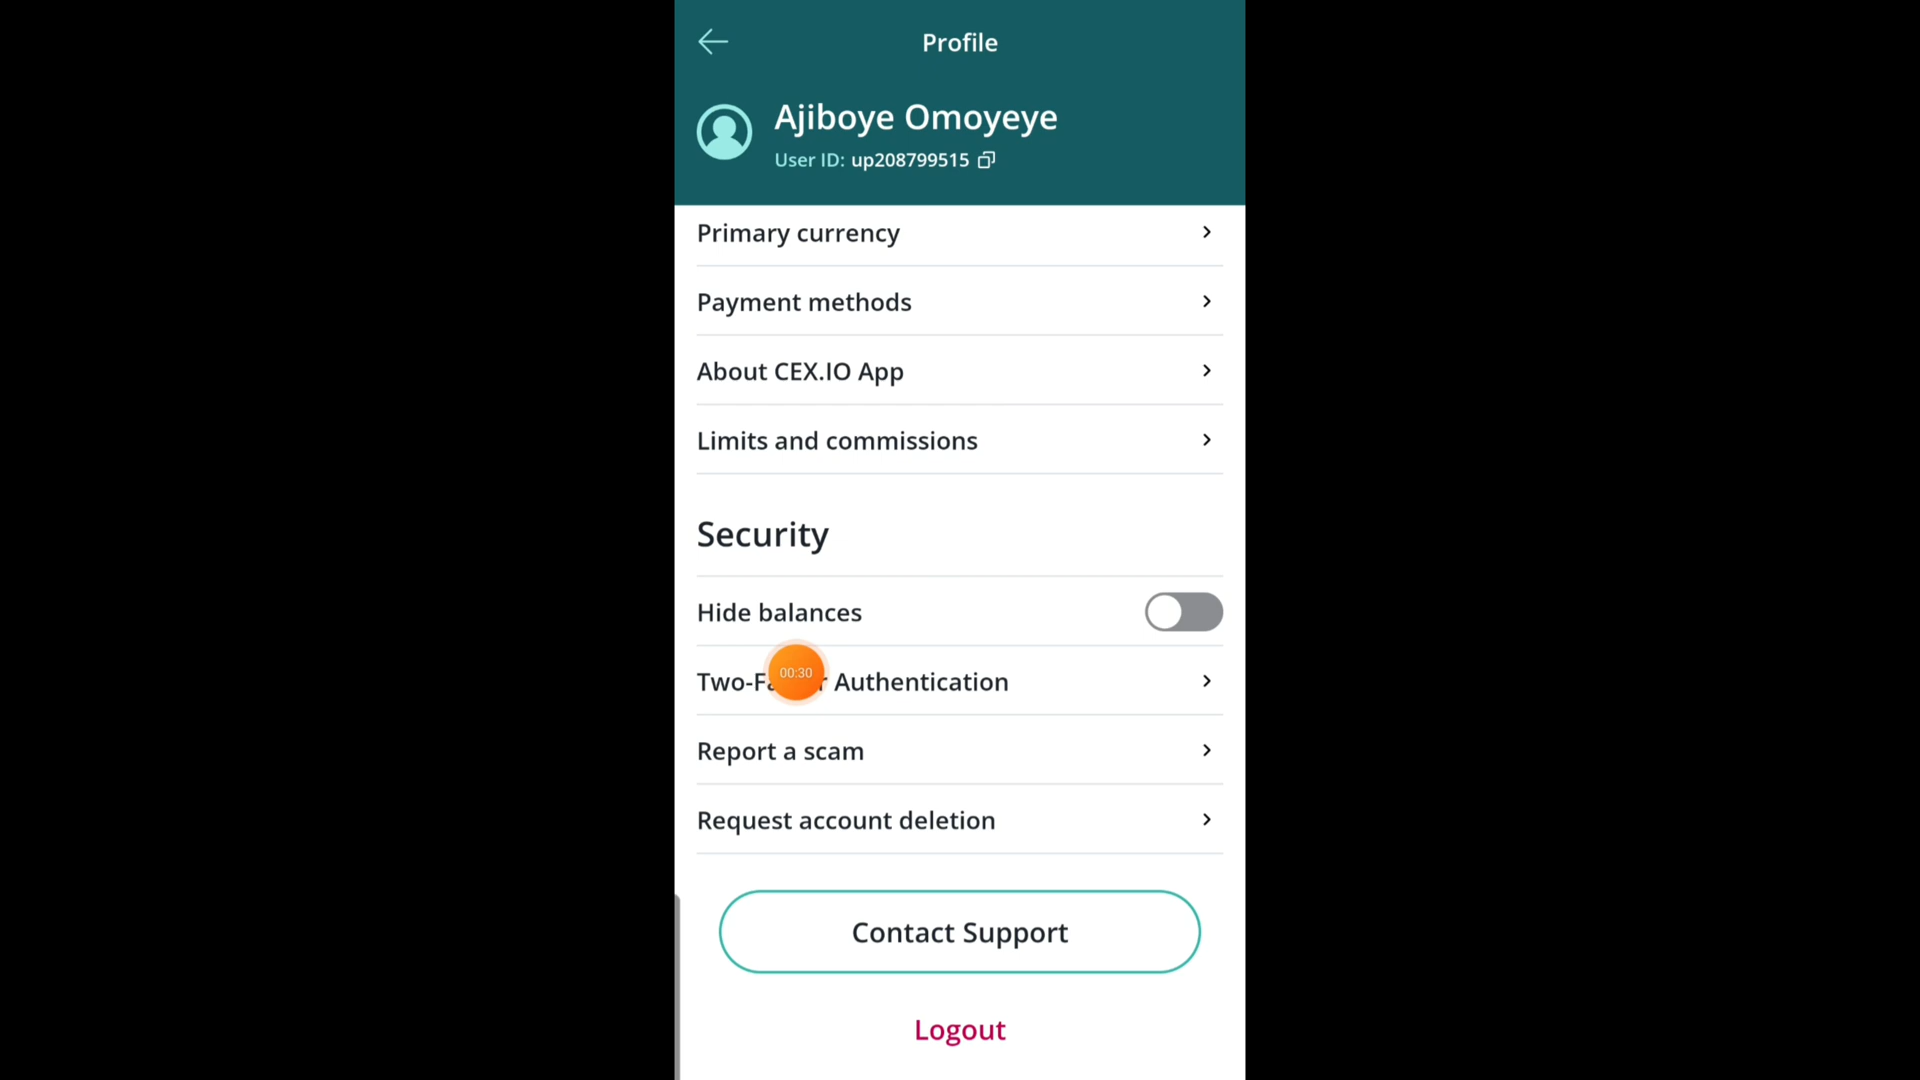 Profile
Ajiboye Omoyeye
User ID: up208799515
Primary currency
Payment methods
About CEX.IO App
Limits and commissions
Security
Hide balances
00:30
Authentication
Report a scam
Request account deletion
Contact Support
Logout